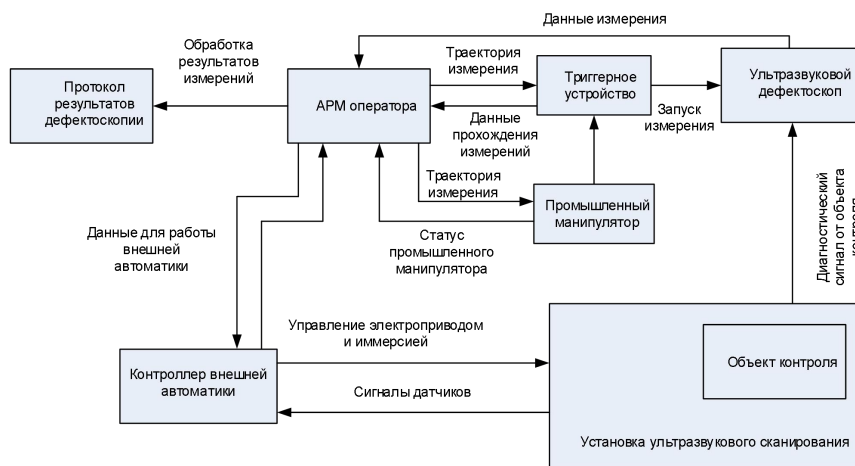 Данные измерения
Обработка
результатов
измерений
Траектория
измерения
Протокол
результатов
дефектоскопии
АРМ оператора
Триггерное
устройство
Ультразвуковой
дефектоскоп
Запуск
измерения
Данные
прохождения
измерений
Траектория
измерения
Промышленный
манипулятор
Статус
промышленного
манипулятора
Диагностический
сигнал от объекта
контроля
Данные для работы
внешней
автоматики
Управление электроприводом
и иммерсией
Контроллер внешней
автоматики
Сигналы датчиков
Объект контроля
Установка ультразвукового сканирования